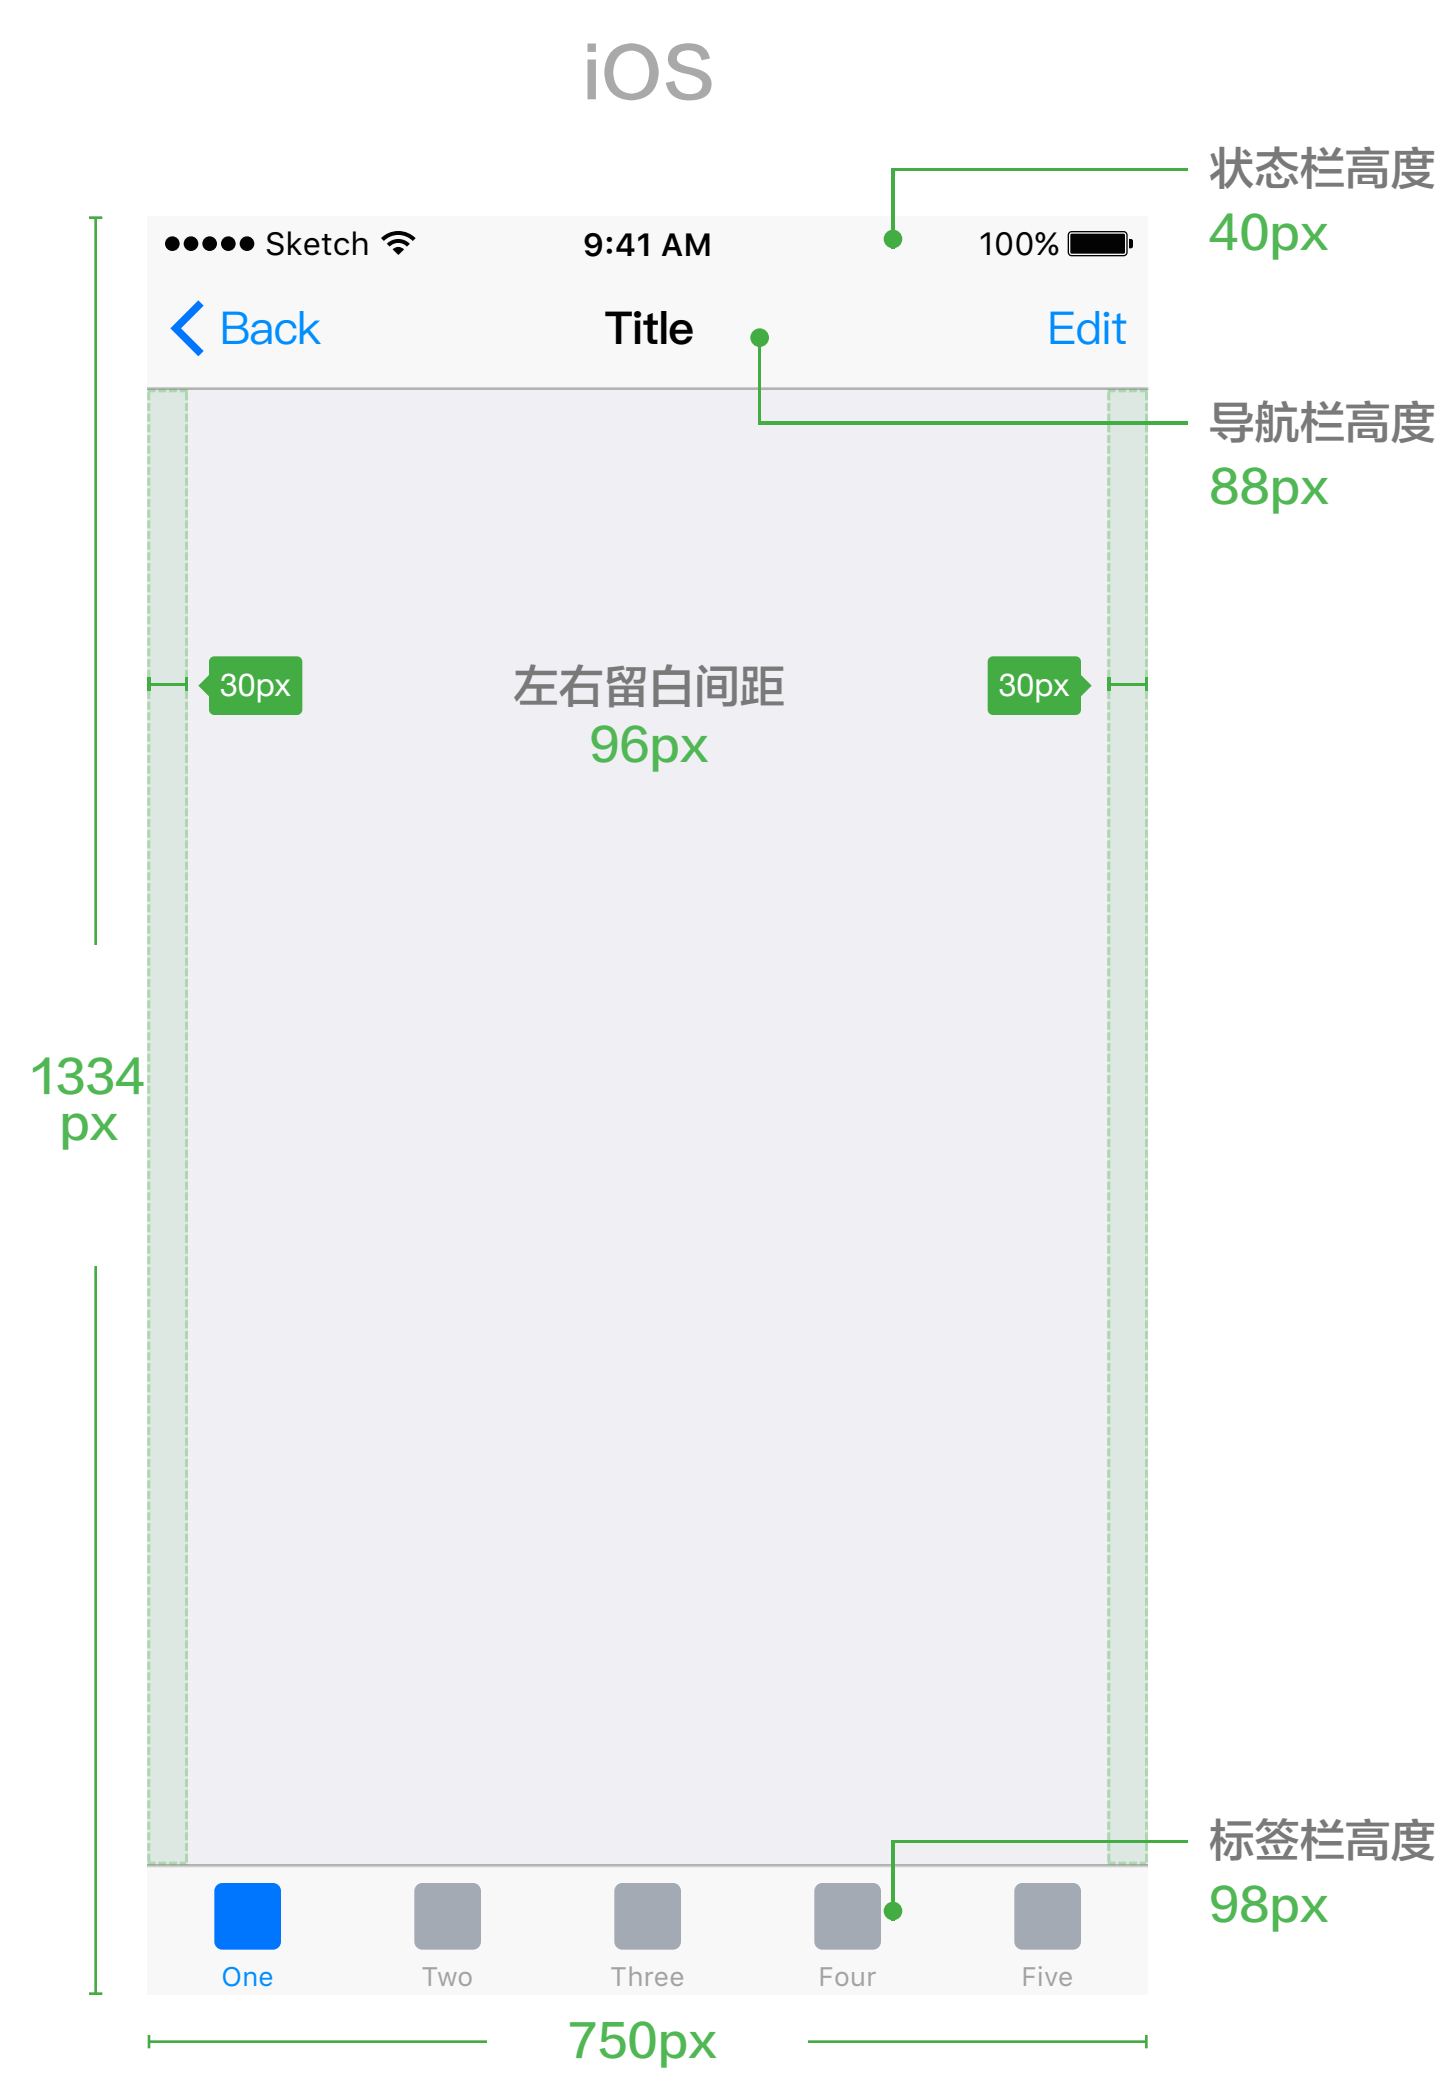 iOS
状态栏高度
40px
Sketch 9:41 AM 100%
Back Title Edit
导航栏高度
88px
30px 左右留白间距 30px
96px
1334
px
标签栏高度
98px
One Two Three Four Five
750px